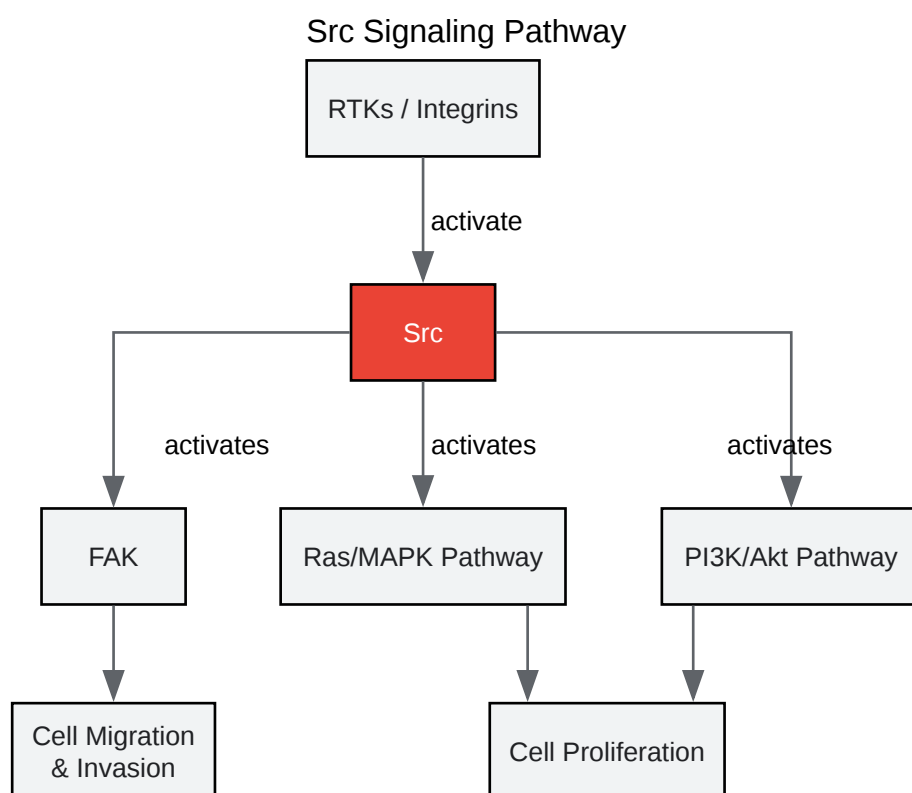 Src Signaling Pathway
RTKs / Integrins
activate
Src
activates
activates
activates
FAK
Ras/MAPK Pathway
PI3K/Akt Pathway
Cell Migration
& Invasion
Cell Proliferation